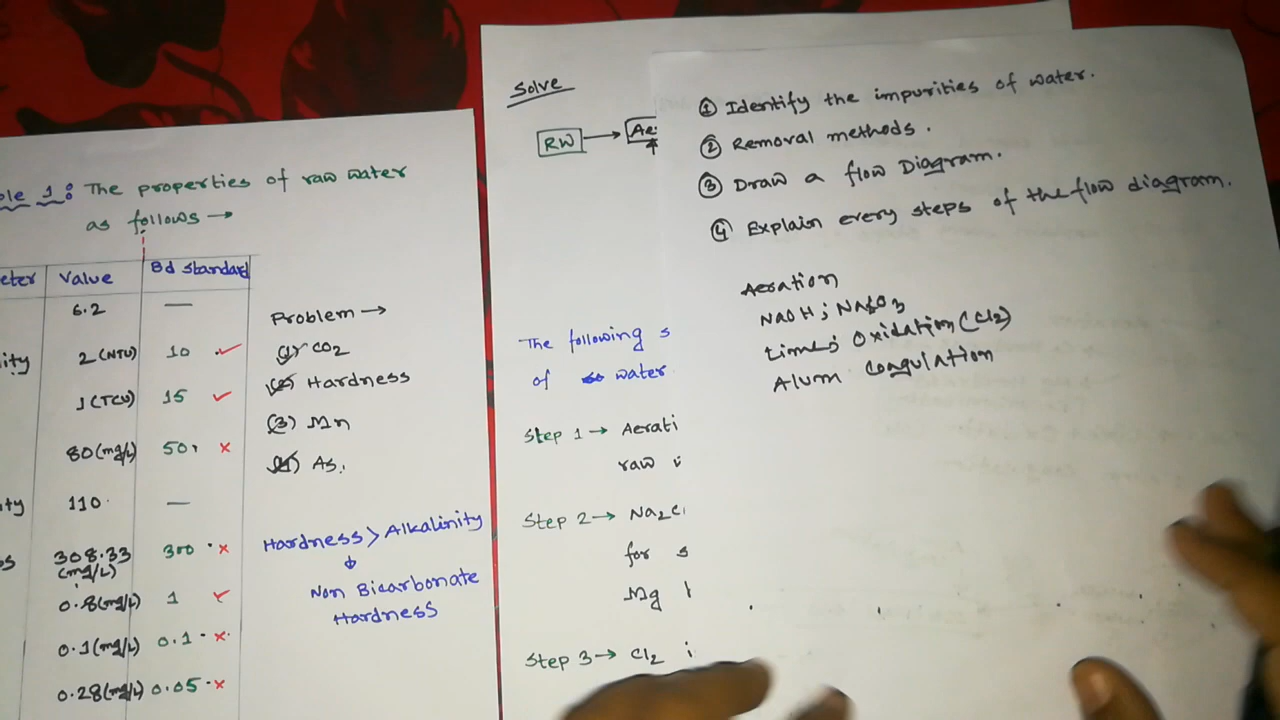 ple 1: The properties of raw water
as follows →
eter Value Bd standard
6.2 —
ity 2 (NTU) 10 ✓
1 (TCU) 15 ✓
80 (mg/L) 50 ×
ity 110 —
s 308.33 (mg/L) 300 ×
0.8 (mg/L) 1 ✓
0.1 (mg/L) 0.1 ×
0.28 (mg/L) 0.05 ×
Problem →
(1) CO2
(2) Hardness
(3) Mn
(4) As.
Hardness > Alkalinity
↓
Non Bicarbonate
Hardness
Solve
RW → Ae
The following s
of water
Step 1 → Aerati
raw
Step 2 → Na2C
for s
Mg
Step 3 → Cl2 i
① Identify the impurities of water.
② Removal methods.
③ Draw a flow Diagram.
④ Explain every steps of the flow diagram.
Aeration
NaOH;
time; Oxidation (Cl2)
Alum coagulation